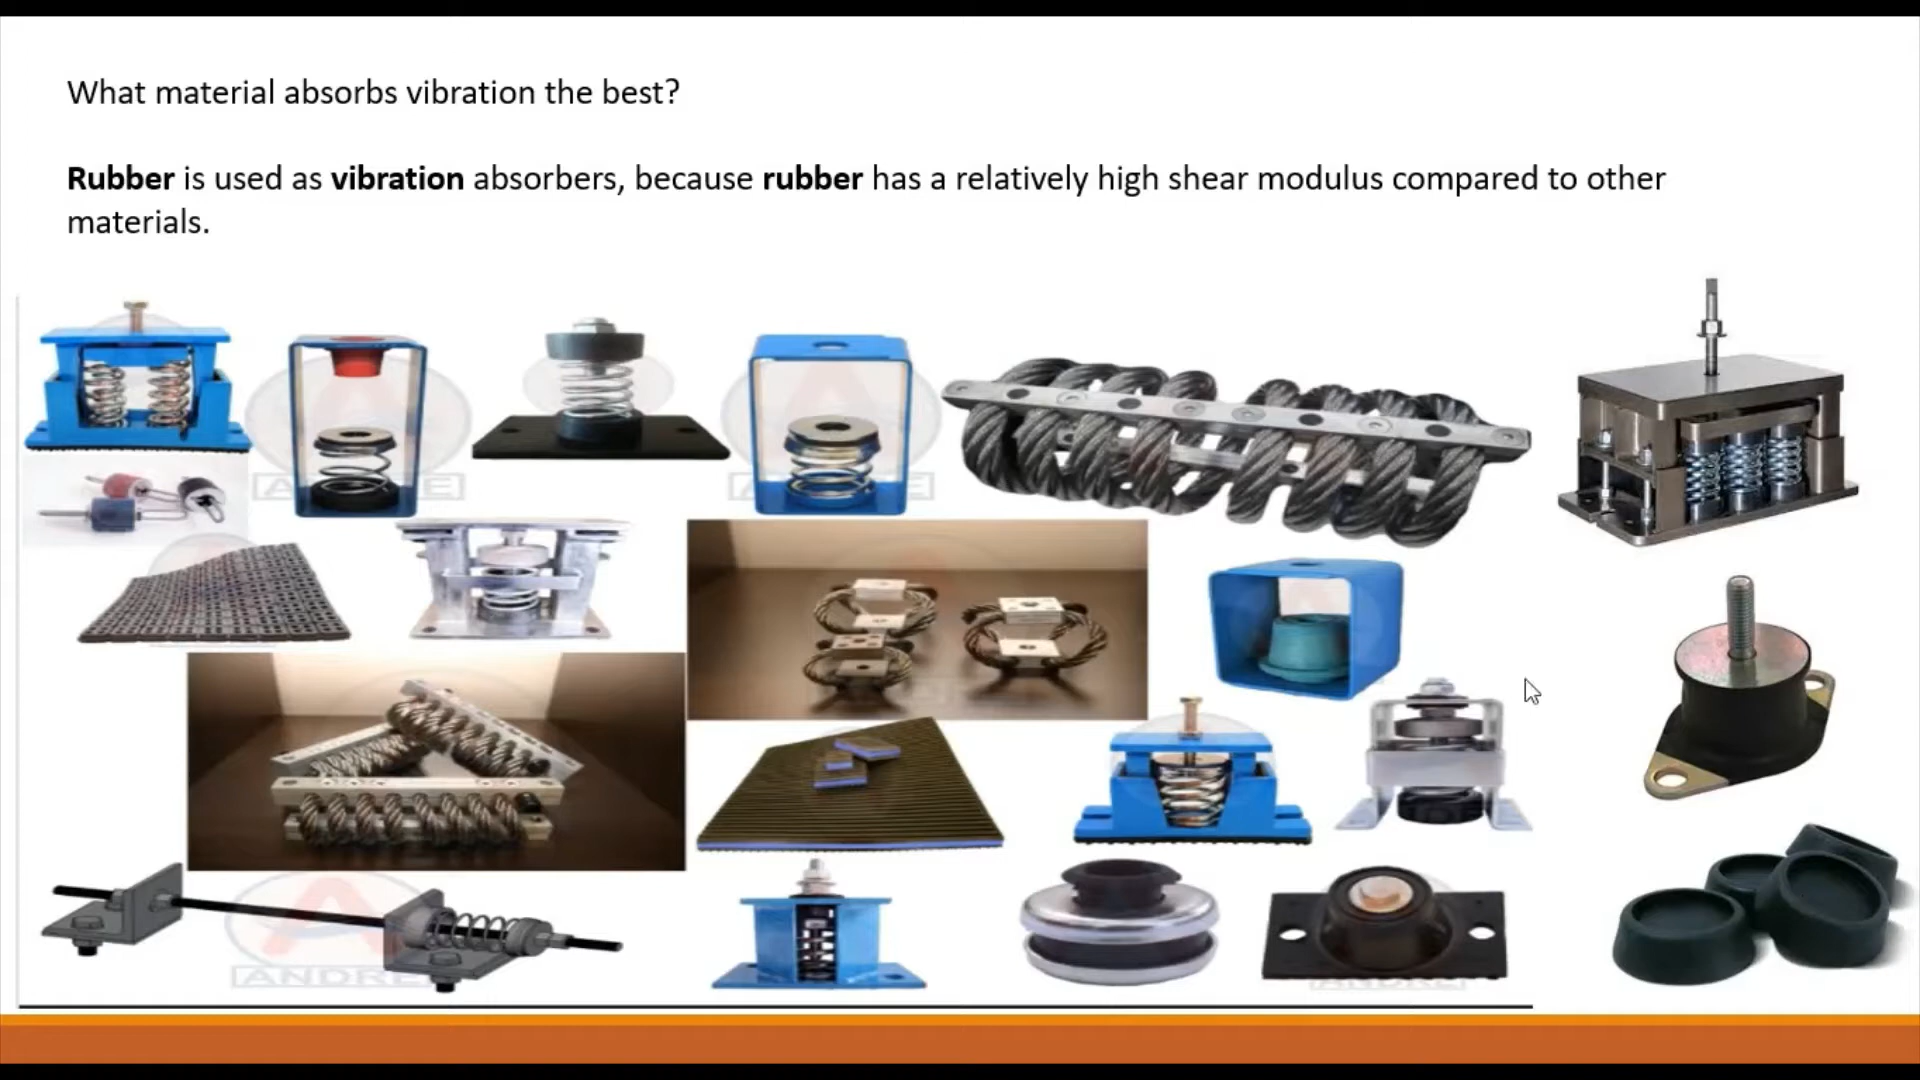 What material absorbs vibration the best?
Rubber is used as vibration absorbers, because rubber has a relatively high shear modulus compared to other
materials.
ANDRE